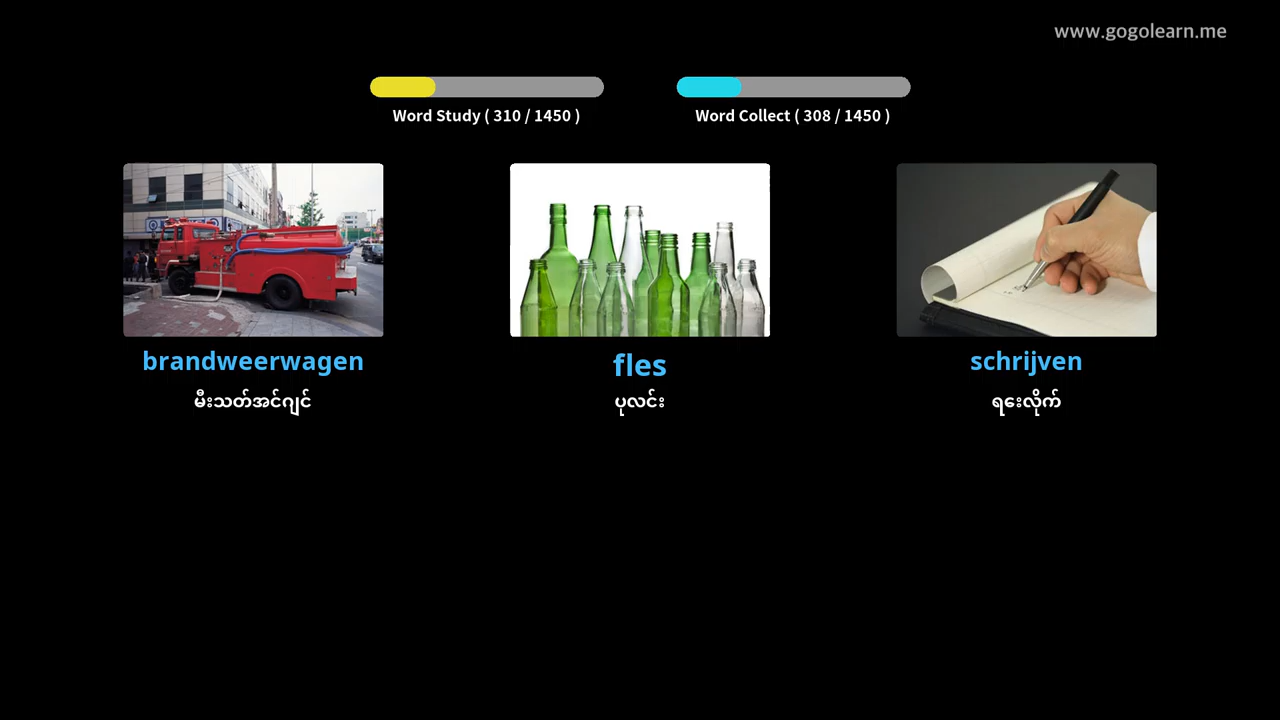 www.gogolearn.me
Word Study ( 310 / 1450 )
Word Collect ( 308 / 1450 )
brandweerwagen
fles
schrijven
မီးသတ်အင်ဂျင်
ပုလင်း
ရေးလိုက်